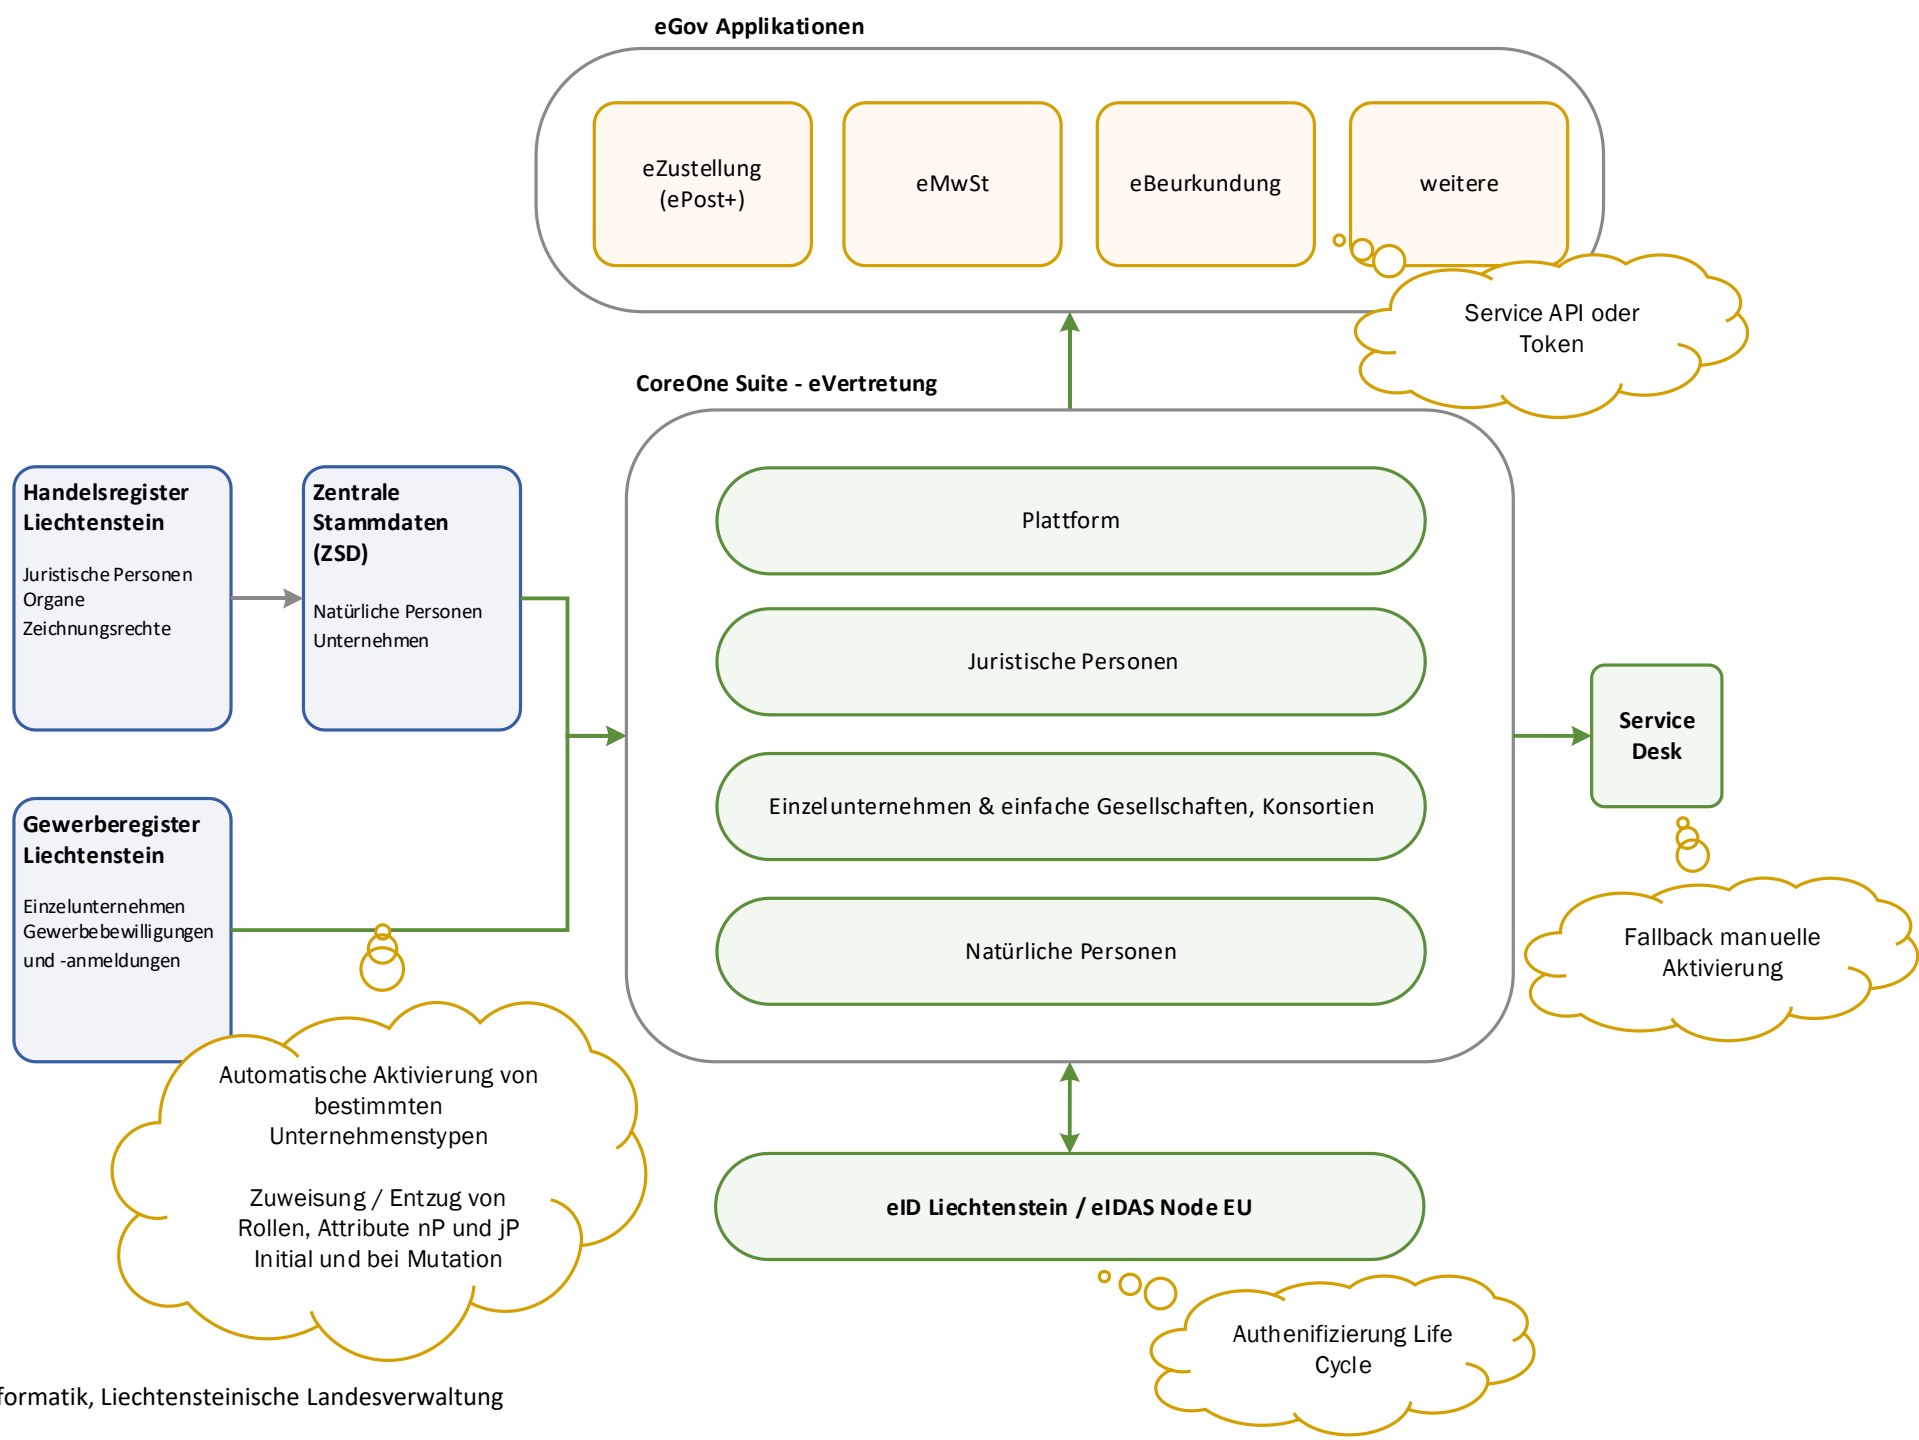 eGov Applikationen
eZustellung
(ePost+)
eMwSt
eBeurkundung
weitere
Service API oder
Token
CoreOne Suite - eVertretung
Handelsregister
Liechtenstein
Juristische Personen
Organe
Zeichnungsrechte
Zentrale
Stammdaten
(ZSD)
Natürliche Personen
Unternehmen
Plattform
Juristische Personen
Einzelunternehmen & einfache Gesellschaften, Konsortien
Natürliche Personen
Service
Desk
Fallback manuelle
Aktivierung
Gewerberegister
Liechtenstein
Einzelunternehmen
Gewerbebewilligungen
und -anmeldungen
Automatische Aktivierung von
bestimmten
Unternehmenstypen
Zuweisung / Entzug von
Rollen, Attribute nP und jP
Initial und bei Mutation
eID Liechtenstein / eIDAS Node EU
Authenifizierung Life
Cycle
formatik, Liechtensteinische Landesverwaltung